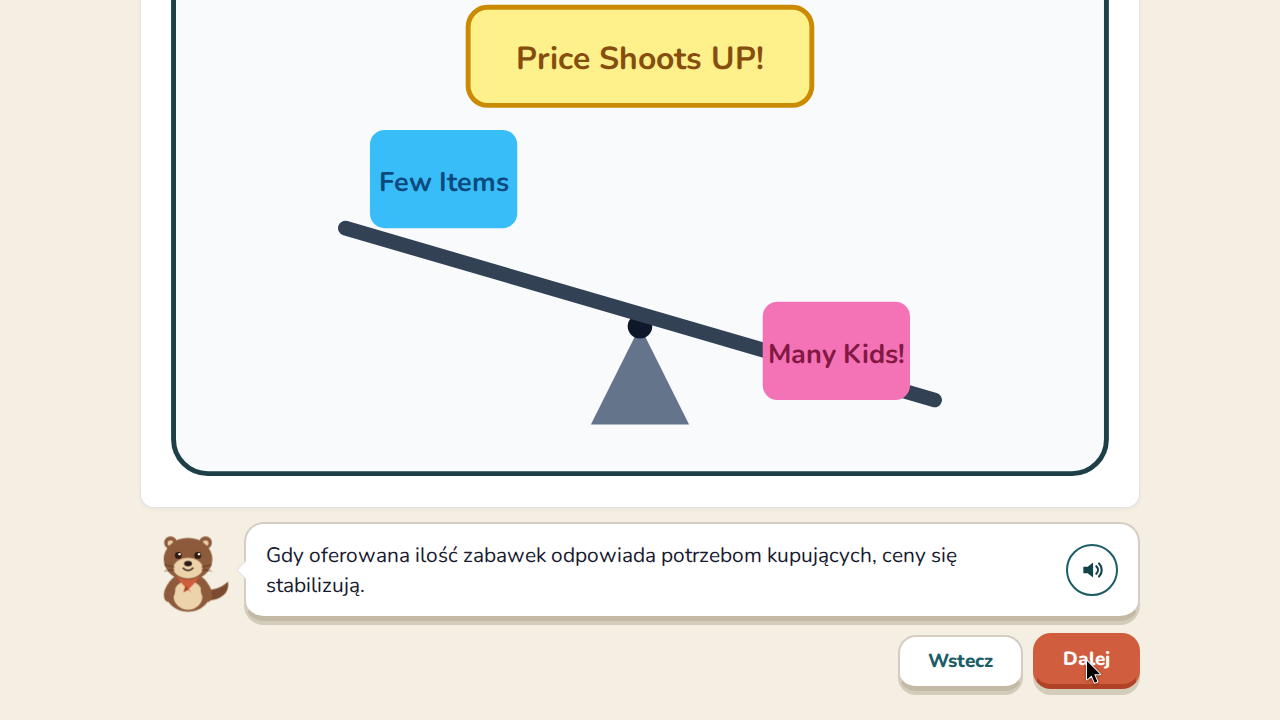 Price Shoots UP!
Few Items
Many Kids!
Gdy oferowana ilość zabawek odpowiada potrzebom kupujących, ceny się
stabilizują.
Wstecz
Dalej